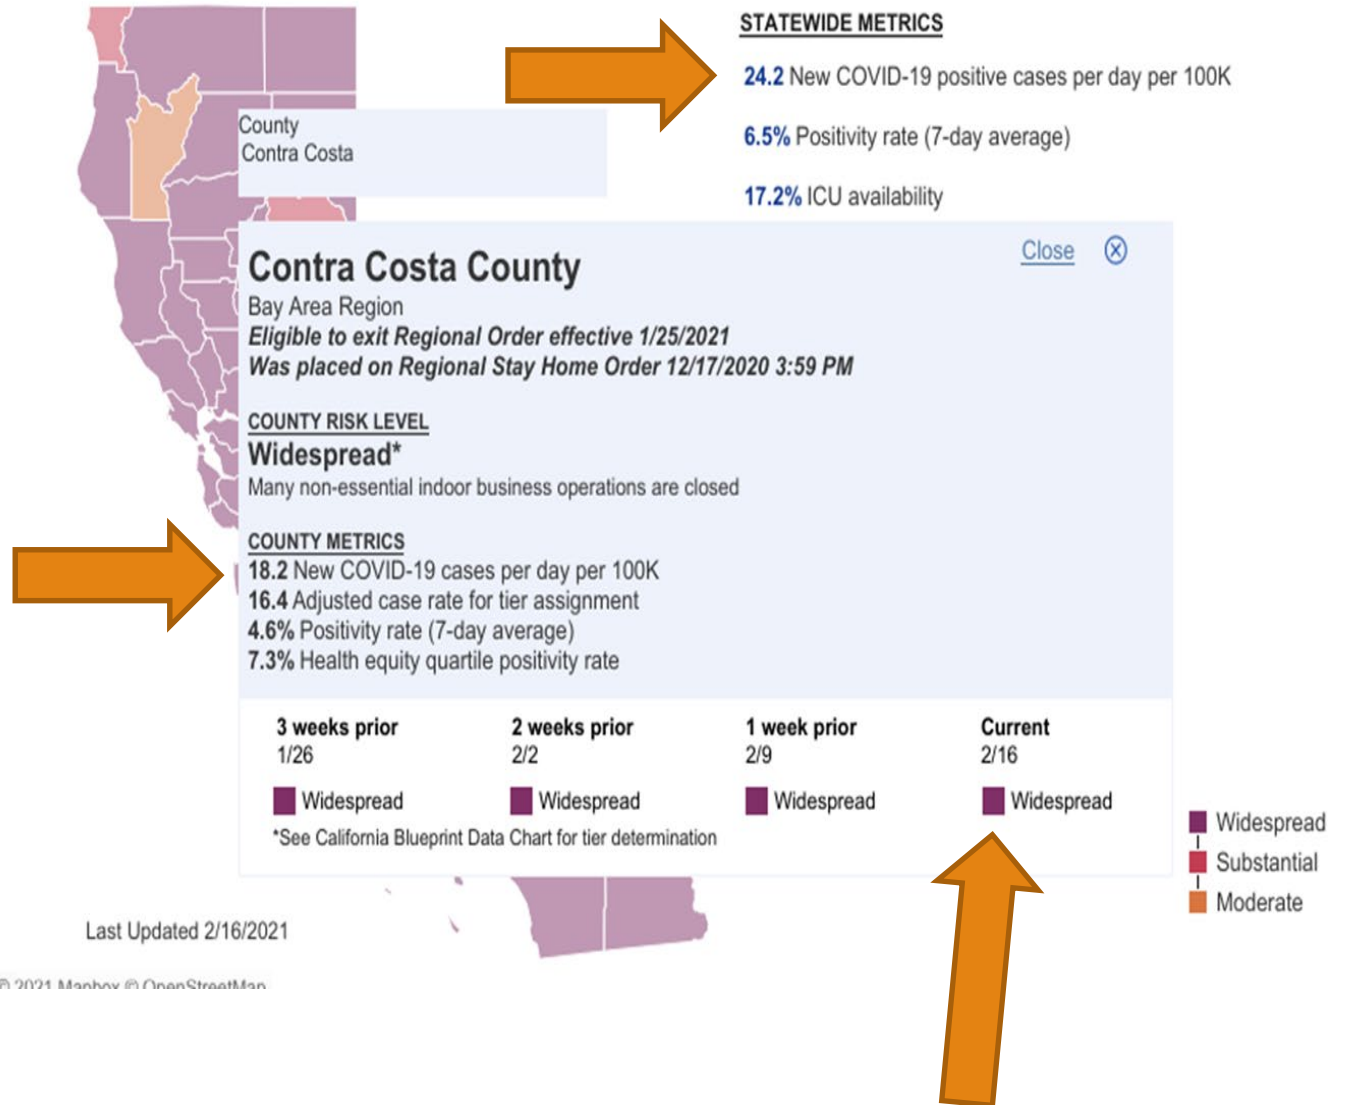 STATEWIDE METRICS
24.2 New COVID-19 positive cases per day per 100K
6.5% Positivity rate (7-day average)
17.2% ICU availability
County
Contra Costa
Close
Contra Costa County
Bay Area Region
Eligible to exit Regional Order effective 1/25/2021
Was placed on Regional Stay Home Order 12/17/2020 3:59 PM
COUNTY RISK LEVEL
Widespread*
Many non-essential indoor business operations are closed
COUNTY METRICS
18.2 New COVID-19 cases per day per 100K
16.4 Adjusted case rate for tier assignment
4.6% Positivity rate (7-day average)
7.3% Health equity quartile positivity rate
3 weeks prior 2 weeks prior 1 week prior Current
1/26 2/2 2/9 2/16
Widespread Widespread Widespread Widespread
*See California Blueprint Data Chart for tier determination
Widespread
Substantial
Moderate
Last Updated 2/16/2021
© 2021 Mapbox © OpenStreetMap